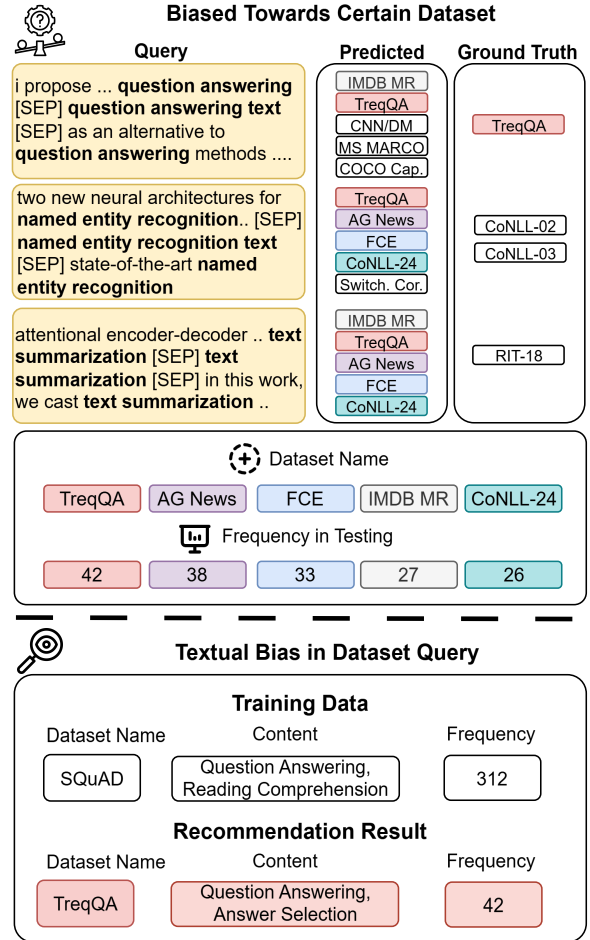 Biased Towards Certain Dataset
Query
Predicted
Ground Truth
i propose ... question answering
[SEP] question answering text
[SEP] as an alternative to
question answering methods ....
IMDB MR
TreqQA
CNN/DM
MS MARCO
COCO Cap.
TreqQA
two new neural architectures for
named entity recognition.. [SEP]
named entity recognition text
[SEP] state-of-the-art named
entity recognition
TreqQA
AG News
FCE
CoNLL-24
Switch. Cor.
CoNLL-02
CoNLL-03
attentional encoder-decoder .. text
summarization [SEP] text
summarization [SEP] in this work,
we cast text summarization ..
IMDB MR
TreqQA
AG News
FCE
CoNLL-24
RIT-18
Dataset Name
TreqQA
AG News
FCE
IMDB MR
CoNLL-24
Frequency in Testing
42
38
33
27
26
Textual Bias in Dataset Query
Training Data
Dataset Name
Content
Frequency
SQuAD
Question Answering,
Reading Comprehension
312
Recommendation Result
Dataset Name
Content
Frequency
TreqQA
Question Answering,
Answer Selection
42